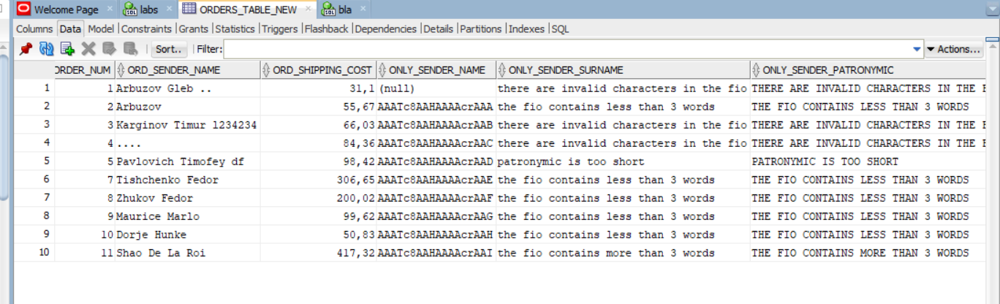 Welcome Page × labs × ORDERS_TABLE_NEW × bla ×
Columns Data Model Constraints Grants Statistics Triggers Flashback Dependencies Details Partitions Indexes SQL
Sort.. Filter: Actions...
ORDER_NUM ORD_SENDER_NAME ORD_SHIPPING_COST ONLY_SENDER_NAME ONLY_SENDER_SURNAME ONLY_SENDER_PATRONYMIC
1 1 Arbuzov Gleb .. 31,1 (null) there are invalid characters in the fio THERE ARE INVALID CHARACTERS IN THE
2 2 Arbuzov 55,67 AAATc8AAHAAAAcrAAA the fio contains less than 3 words THE FIO CONTAINS LESS THAN 3 WORDS
3 3 Karginov Timur 1234234 66,03 AAATc8AAHAAAAcrAAB there are invalid characters in the fio THERE ARE INVALID CHARACTERS IN THE
4 4 .... 84,36 AAATc8AAHAAAAcrAAC there are invalid characters in the fio THERE ARE INVALID CHARACTERS IN THE
5 5 Pavlovich Timofey df 98,42 AAATc8AAHAAAAcrAAD patronymic is too short PATRONYMIC IS TOO SHORT
6 7 Tishchenko Fedor 306,65 AAATc8AAHAAAAcrAAE the fio contains less than 3 words THE FIO CONTAINS LESS THAN 3 WORDS
7 8 Zhukov Fedor 200,02 AAATc8AAHAAAAcrAAF the fio contains less than 3 words THE FIO CONTAINS LESS THAN 3 WORDS
8 9 Maurice Marlo 99,62 AAATc8AAHAAAAcrAAG the fio contains less than 3 words THE FIO CONTAINS LESS THAN 3 WORDS
9 10 Dorje Hunke 50,83 AAATc8AAHAAAAcrAAH the fio contains less than 3 words THE FIO CONTAINS LESS THAN 3 WORDS
10 11 Shao De La Roi 417,32 AAATc8AAHAAAAcrAAI the fio contains more than 3 words THE FIO CONTAINS MORE THAN 3 WORDS